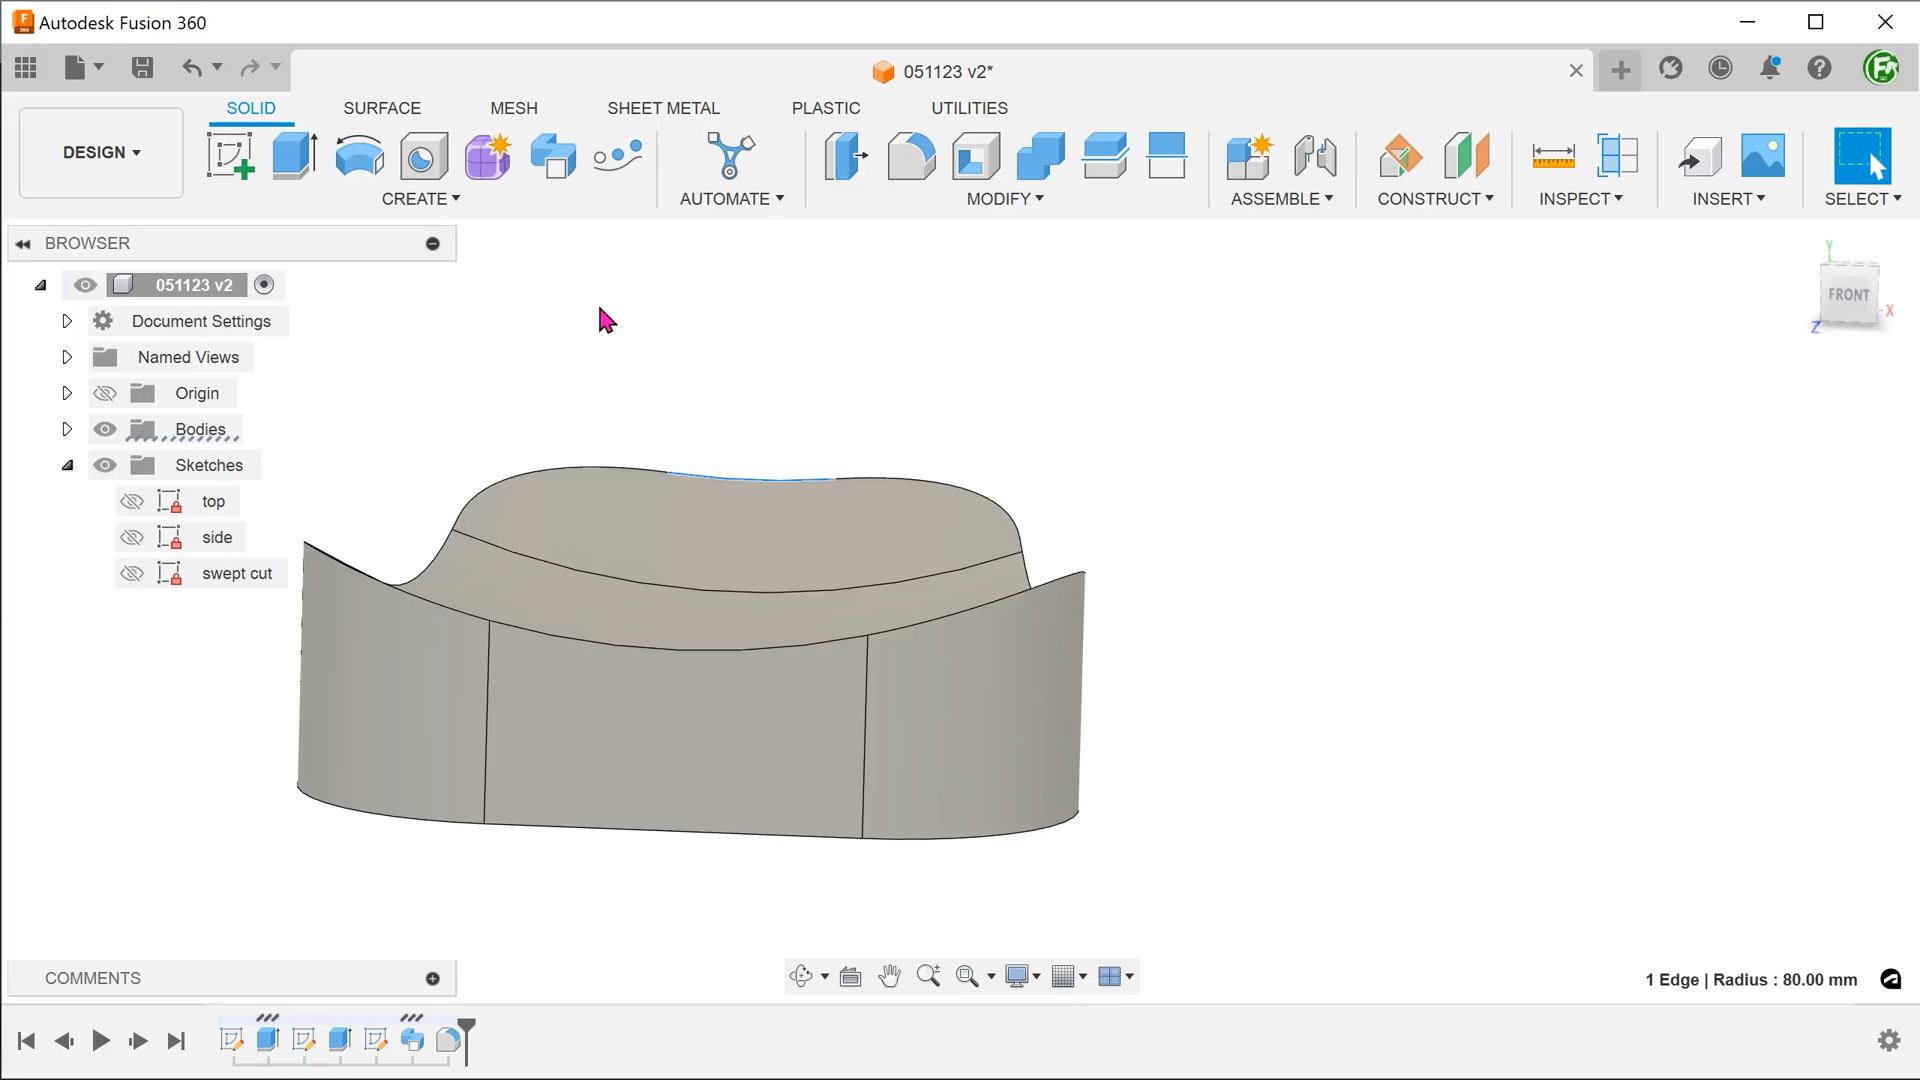 Autodesk Fusion 360
051123 v2*
SOLID SURFACE MESH SHEET METAL PLASTIC UTILITIES
DESIGN
CREATE AUTOMATE MODIFY ASSEMBLE CONSTRUCT INSPECT INSERT SELECT
BROWSER
051123 v2
Document Settings
Named Views
Origin
Bodies
Sketches
top
side
swept cut
Y
FRONT
X
Z
COMMENTS
1 Edge | Radius : 80.00 mm